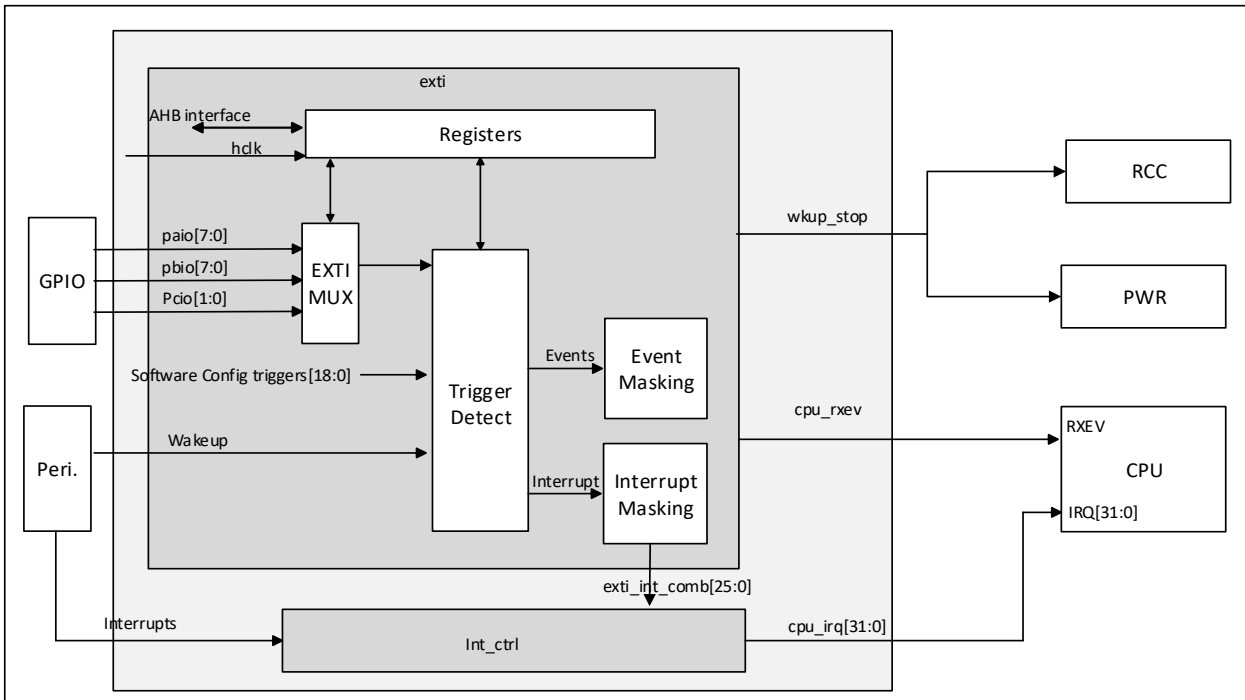 exti
AHB interface
Registers
hclk
RCC
wkup_stop
paio[7:0]
pbio[7:0]
Pcio[1:0]
GPIO
EXTI
MUX
PWR
Events
Event
Masking
Software Config triggers[18:0]
Trigger
Detect
cpu_rxev
RXEV
CPU
IRQ[31:0]
Wakeup
Peri.
Interrupt
Interrupt
Masking
exti_int_comb[25:0]
Interrupts
Int_ctrl
cpu_irq[31:0]